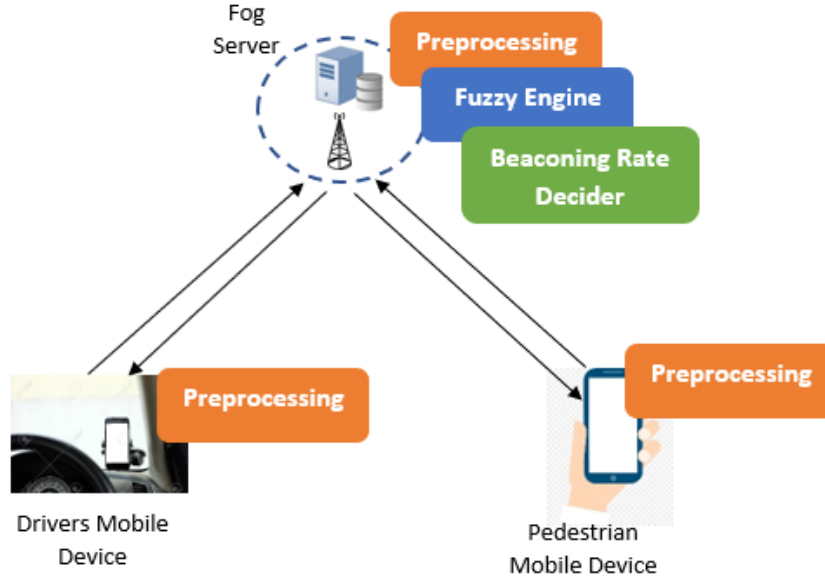 Fog
Server
Preprocessing
Fuzzy Engine
Beaconing Rate
Decider
Preprocessing
Preprocessing
Drivers Mobile
Device
Pedestrian
Mobile Device